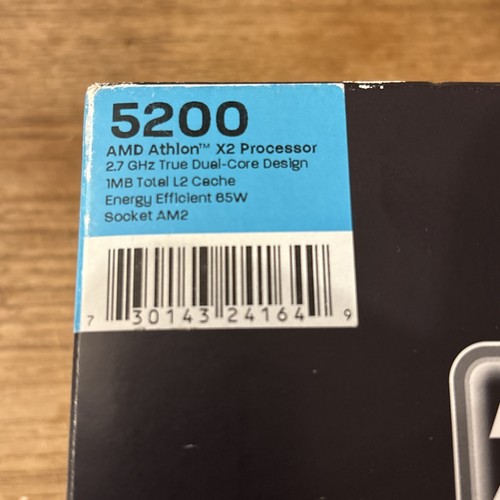 5200
AMD Athlon™ X2 Processor
2.7 GHz True Dual-Core Design
1MB Total L2 Cache
Energy Efficient 65W
Socket AM2
7 30143 24164 9